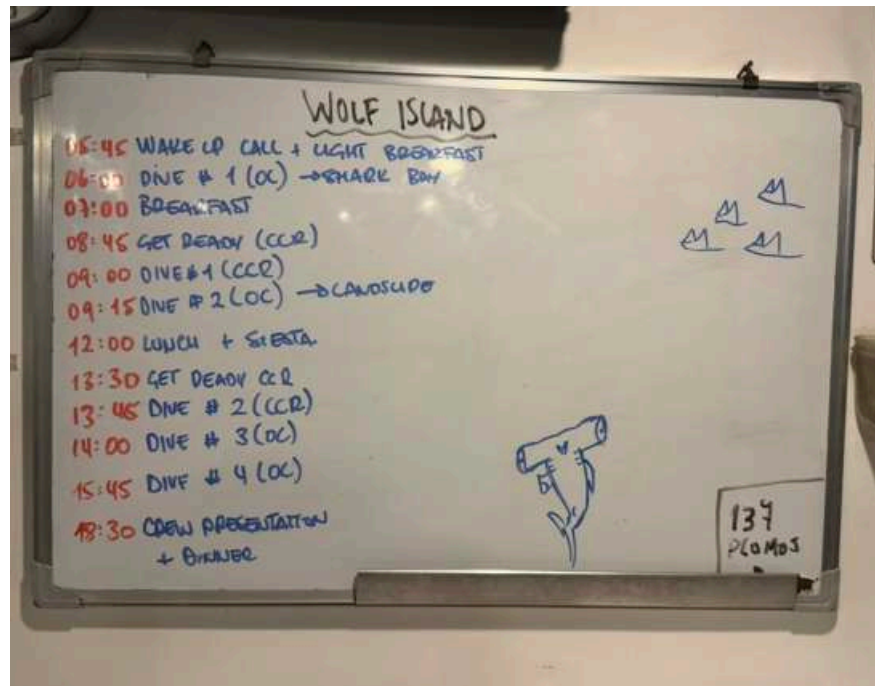 WOLF ISLAND
05:45 WAKE UP CALL + LIGHT BREAKFAST
06:00 DIVE # 1 (OC) → SHARK BAY
07:00 BREAKFAST
08:45 GET READY (CCR)
09:00 DIVE # 1 (CCR)
09:15 DIVE # 2 (OC) → LANDSLIDE
12:00 LUNCH + SIESTA.
13:30 GET READY CCR
13:45 DIVE # 2 (CCR)
14:00 DIVE # 3 (OC)
15:45 DIVE # 4 (OC)
18:30 CREW PRESENTATION
+ DINNER
137
PLOMOS